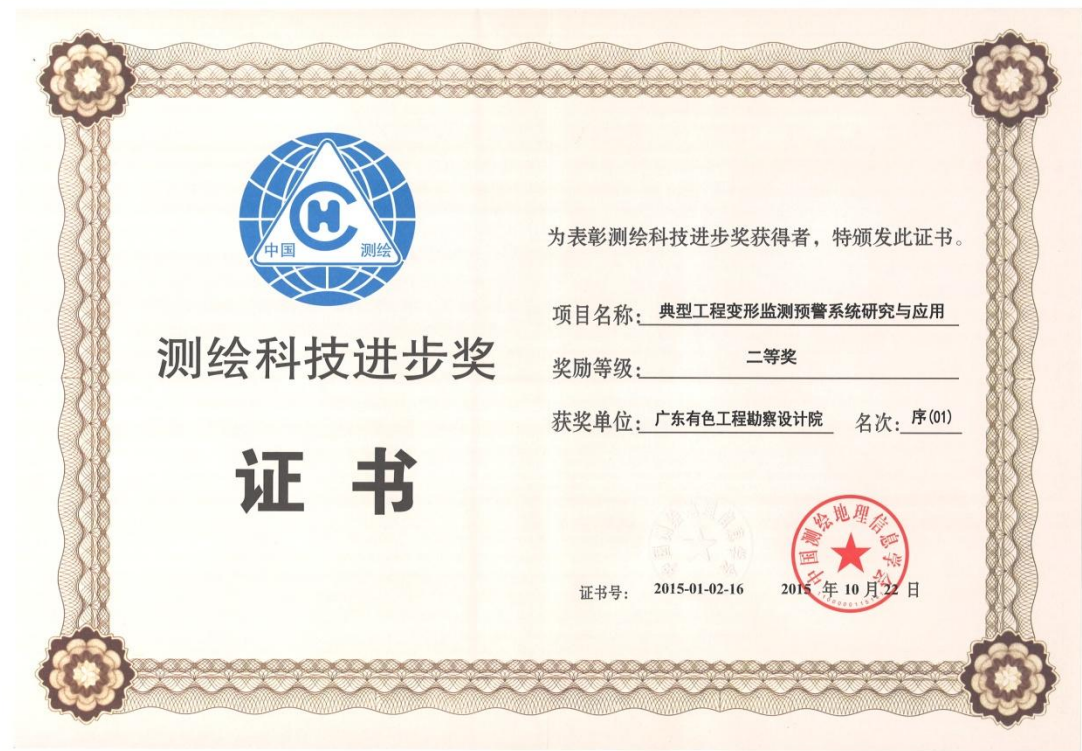 中国 测绘
测绘科技进步奖
证 书
为表彰测绘科技进步奖获得者，特颁发此证书。
项目名称：典型工程变形监测预警系统研究与应用
奖励等级：二等奖
获奖单位：广东有色工程勘察设计院 名次：序(01)
中国测绘地理信息学会
证书号： 2015-01-02-16 2015 年 10 月 22 日